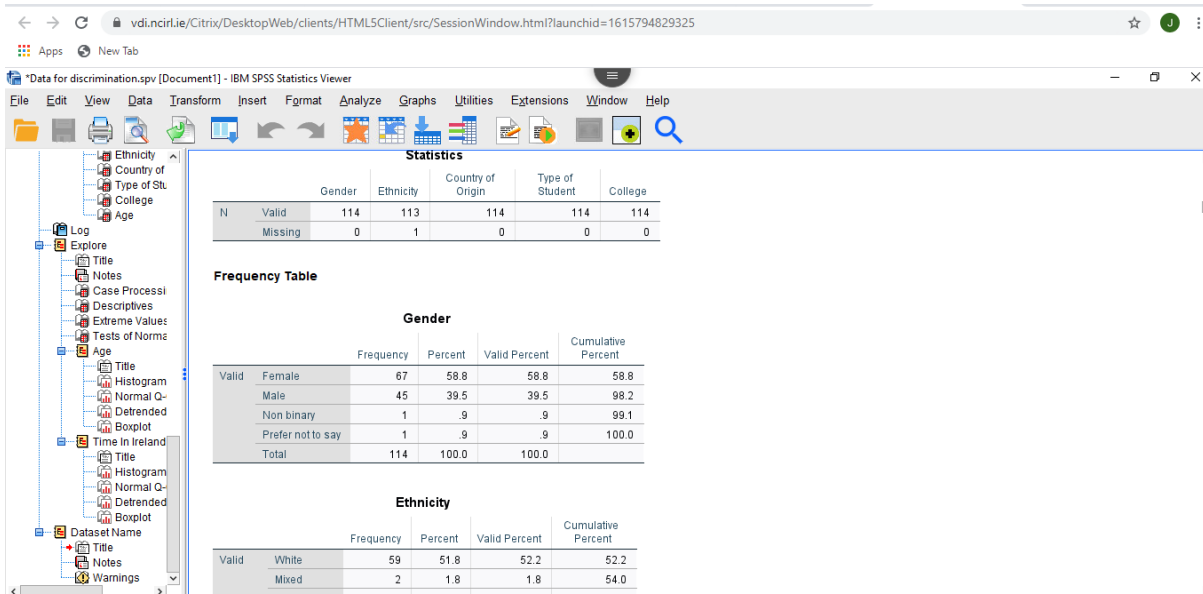 vdi.ncirl.ie/Citrix/DesktopWeb/clients/HTML5Client/src/SessionWindow.html?launchid=1615794829325
J
Apps New Tab
*Data for discrimination.spv [Document1] - IBM SPSS Statistics Viewer
File Edit View Data Transform Insert Format Analyze Graphs Utilities Extensions Window Help
Ethnicity
Country of
Type of Stu
College
Age
Log
Explore
Title
Notes
Case Processi
Descriptives
Extreme Values
Tests of Norma
Age
Title
Histogram
Normal Q-
Detrended
Boxplot
Time In Ireland
Title
Histogram
Normal Q-
Detrended
Boxplot
Dataset Name
Title
Notes
Warnings
Statistics
Gender Ethnicity Country of Origin Type of Student College
N Valid 114 113 114 114 114
Missing 0 1 0 0 0
Frequency Table
Gender
Frequency Percent Valid Percent Cumulative Percent
Valid Female 67 58.8 58.8 58.8
Male 45 39.5 39.5 98.2
Non binary 1 .9 .9 99.1
Prefer not to say 1 .9 .9 100.0
Total 114 100.0 100.0
Ethnicity
Frequency Percent Valid Percent Cumulative Percent
Valid White 59 51.8 52.2 52.2
Mixed 2 1.8 1.8 54.0